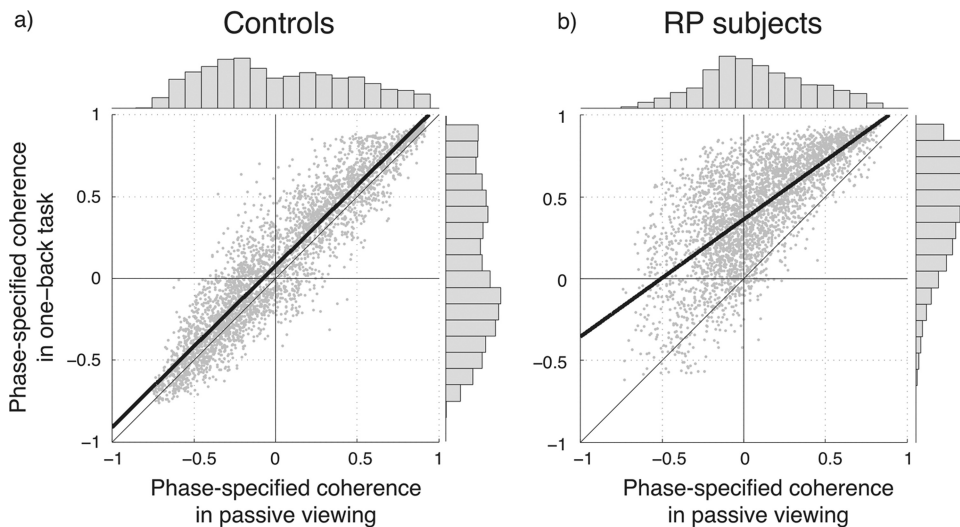 a)
Controls
Phase-specified coherence
in one-back task
1
0.5
0
−0.5
−1
−1
−0.5
0
0.5
1
Phase-specified coherence
in passive viewing
b)
RP subjects
1
0.5
0
−0.5
−1
−1
−0.5
0
0.5
1
Phase-specified coherence
in passive viewing